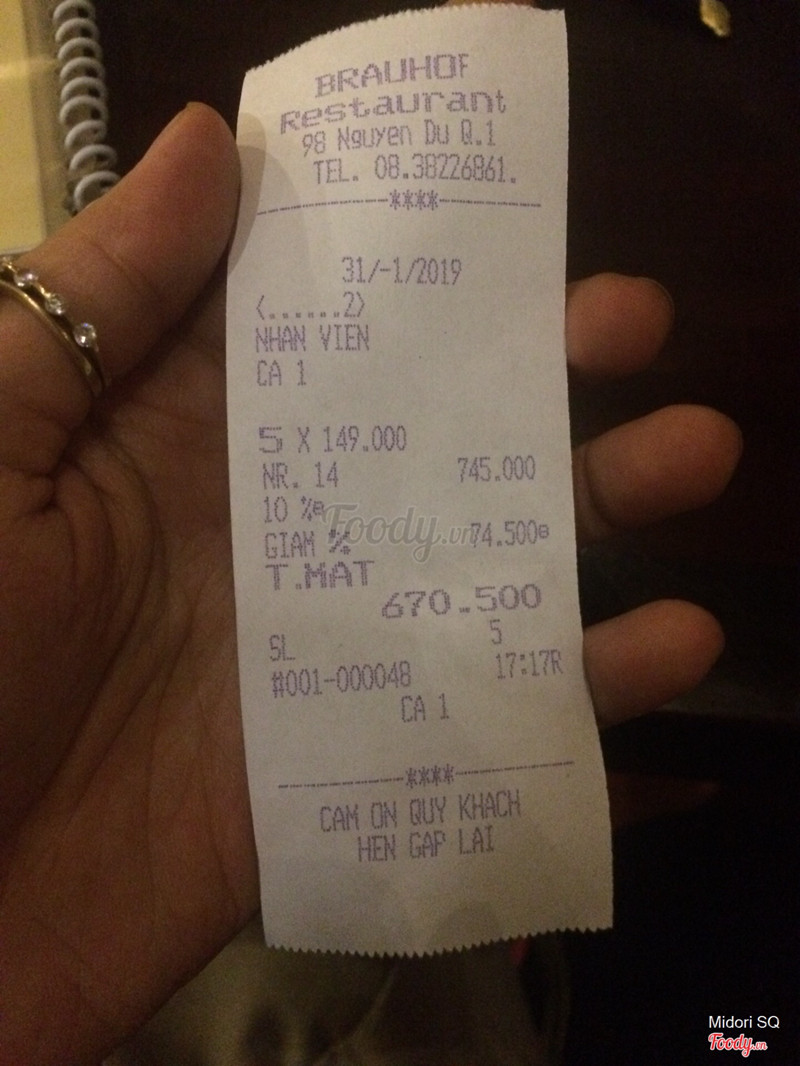 BRAUHOF
Restaurant
98 Nguyen Du Q.1
TEL. 08.38226861.
------------****------------
31/-1/2019
<......2>
NHAN VIEN
CA 1
5 X 149.000
NR. 14 745.000
10 %
GIAM % 74.500
T.MAT
670.500
SL 5
#001-000048 17:17R
CA 1
------------****------------
CAM ON QUY KHACH
HEN GAP LAI
Foody.vn
Midori SQ
Foody.vn